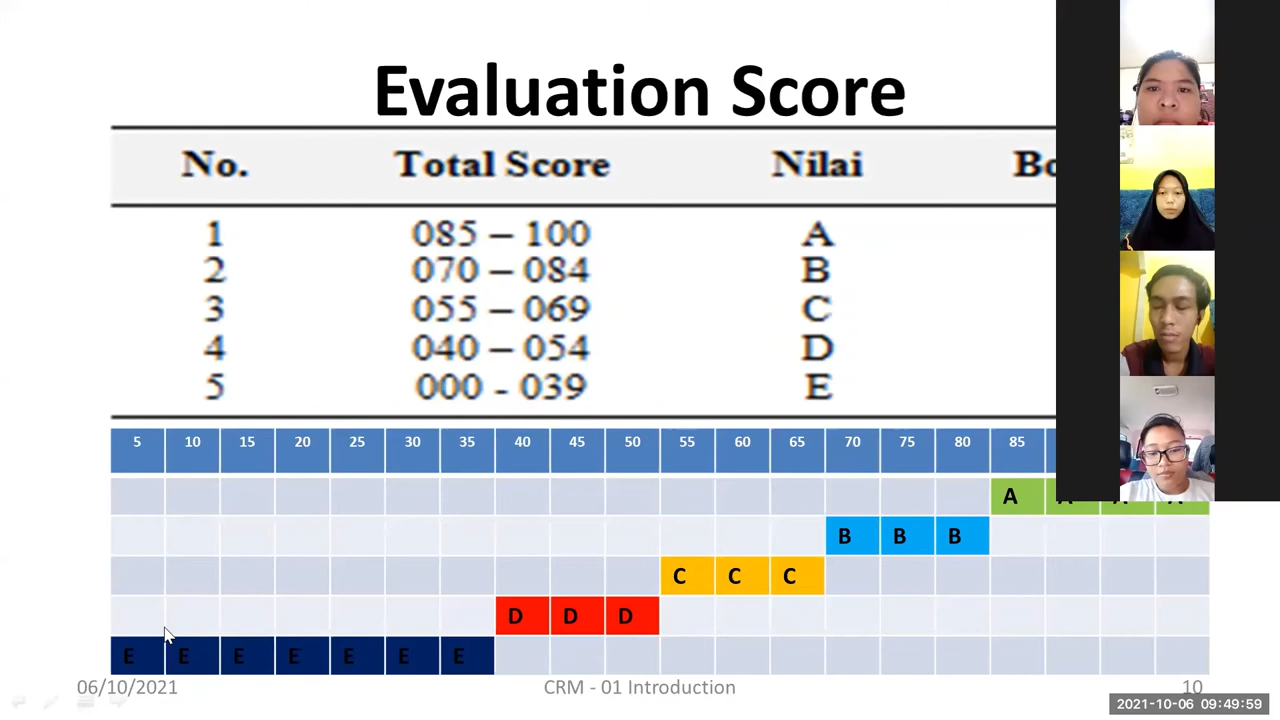 Evaluation Score
No. Total Score Nilai Bo
1 085 – 100 A
2 070 – 084 B
3 055 – 069 C
4 040 – 054 D
5 000 - 039 E
5 10 15 20 25 30 35 40 45 50 55 60 65 70 75 80 85
A A A A
B B B
C C C
D D D
E E E E E E E
06/10/2021 CRM - 01 Introduction 10
2021-10-06 09:49:59